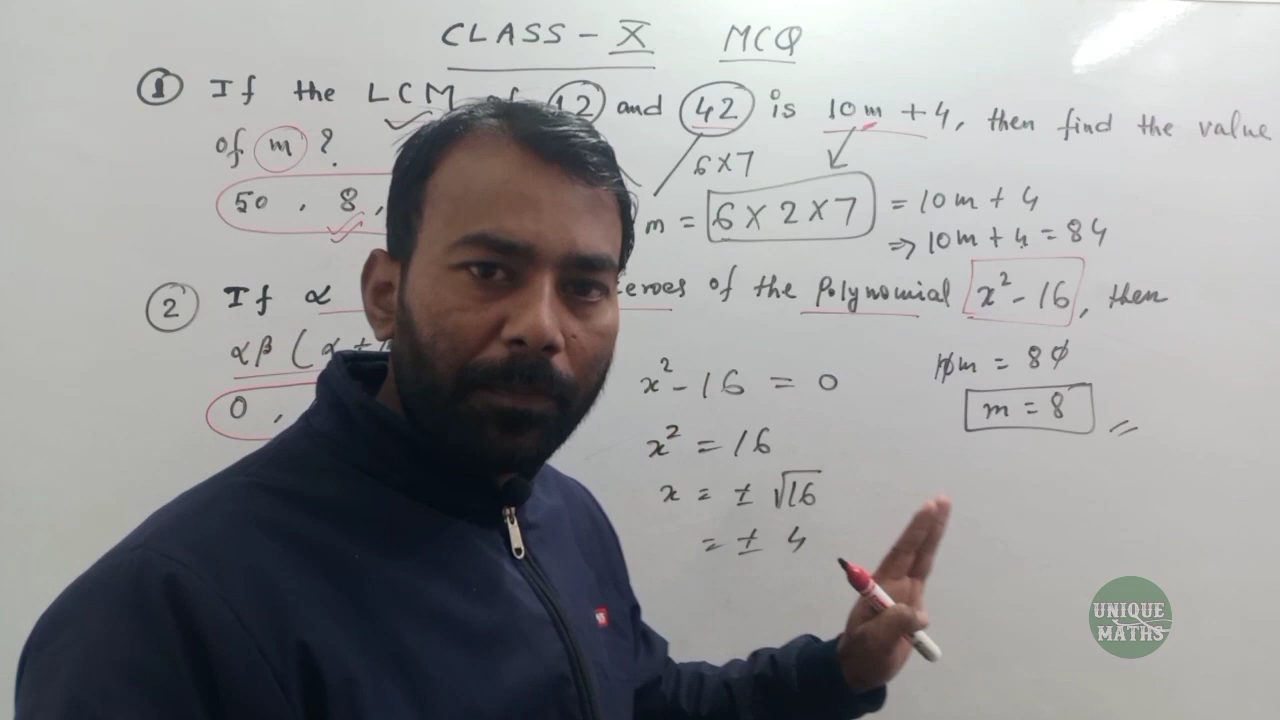 CLASS - X MCQ
① If the LCM of 12 and 42 is 10m + 4, then find the value
of m ?
6 X 7
50 , 8 ,
m = 6 X 2 X 7 = 10m + 4
⇒ 10m + 4 = 84
② If α eroes of the Polynomial x² - 16 , then
αβ ( α +
10m = 80
m = 8
0 ,
x² - 16 = 0
x² = 16
x = ± √16
= ± 4
UNIQUE
MATHS